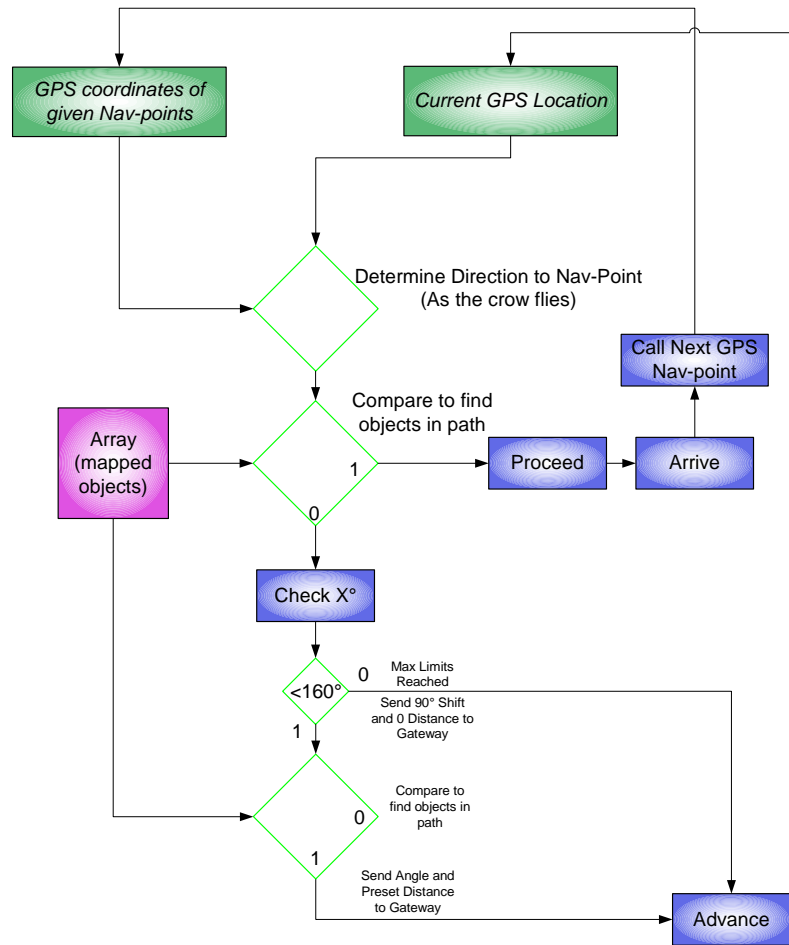 GPS coordinates of
given Nav-points
Current GPS Location
Determine Direction to Nav-Point
(As the crow flies)
Call Next GPS
Nav-point
Compare to find
objects in path
Array
(mapped
objects)
1
Proceed
Arrive
0
Check X°
<160°
0
Max Limits
Reached
Send 90° Shift
and 0 Distance to
Gateway
1
Compare to
find objects in
path
0
1
Send Angle and
Preset Distance
to Gateway
Advance